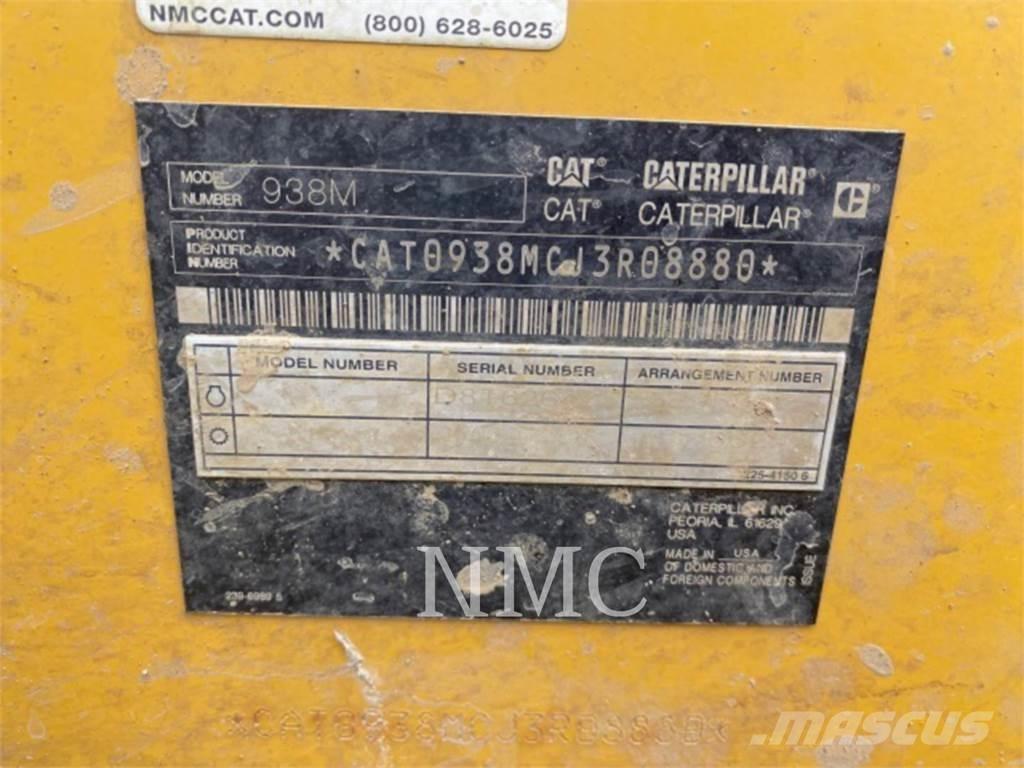 NMCCAT.COM (800) 628-6025
MODEL NUMBER 938M
CAT® CATERPILLAR®
CAT® CATERPILLAR®
PRODUCT IDENTIFICATION NUMBER *CAT0938MCJ3R08880*
MODEL NUMBER SERIAL NUMBER ARRANGEMENT NUMBER
CATERPILLAR INC.
PEORIA, IL 61629
USA
MADE IN USA
OF DOMESTIC AND
FOREIGN COMPONENTS
ISSUE
NMC
*CAT0938MCJ3R08880*
MASCUS